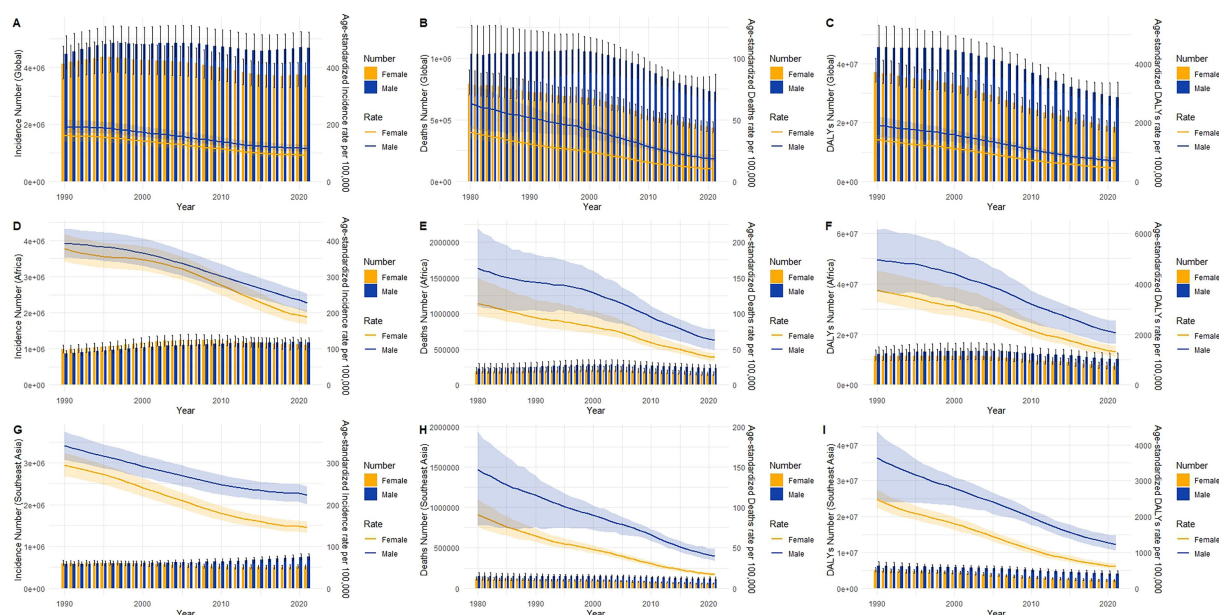 A
Incidence Number (Global)
4e+06
2e+06
0e+00
400
300
200
100
0
Age-standardized Incidence rate per 100,000
1990
2000
2010
2020
Year
Number
Female
Male
Rate
Female
Male
B
Deaths Number (Global)
1e+06
5e+05
0e+00
100
50
0
Age-standardized Deaths rate per 100,000
1980
1990
2000
2010
2020
Year
Number
Female
Male
Rate
Female
Male
C
DALYs Number (Global)
4e+07
2e+07
0e+00
4000
2000
0
Age-standardized DALYs rate per 100,000
1990
2000
2010
2020
Year
Number
Female
Male
Rate
Female
Male
D
Incidence Number (Africa)
4e+06
3e+06
2e+06
1e+06
0e+00
400
300
200
100
0
Age-standardized Incidence rate per 100,000
1990
2000
2010
2020
Year
Number
Female
Male
Rate
Female
Male
E
Deaths Number (Africa)
2000000
1500000
1000000
500000
0
200
150
100
50
0
Age-standardized Deaths rate per 100,000
1980
1990
2000
2010
2020
Year
Number
Female
Male
Rate
Female
Male
F
DALYs Number (Africa)
6e+07
4e+07
2e+07
0e+00
6000
4000
2000
0
Age-standardized DALYs rate per 100,000
1990
2000
2010
2020
Year
Number
Female
Male
Rate
Female
Male
G
Incidence Number (Southeast Asia)
3e+06
2e+06
1e+06
0e+00
300
200
100
0
Age-standardized Incidence rate per 100,000
1990
2000
2010
2020
Year
Number
Female
Male
Rate
Female
Male
H
Deaths Number (Southeast Asia)
2000000
1500000
1000000
500000
0
200
150
100
50
0
Age-standardized Deaths rate per 100,000
1980
1990
2000
2010
2020
Year
Number
Female
Male
Rate
Female
Male
I
DALYs Number (Southeast Asia)
4e+07
3e+07
2e+07
1e+07
0e+00
5000
4000
3000
2000
1000
0
Age-standardized DALYs rate per 100,000
1990
2000
2010
2020
Year
Number
Female
Male
Rate
Female
Male